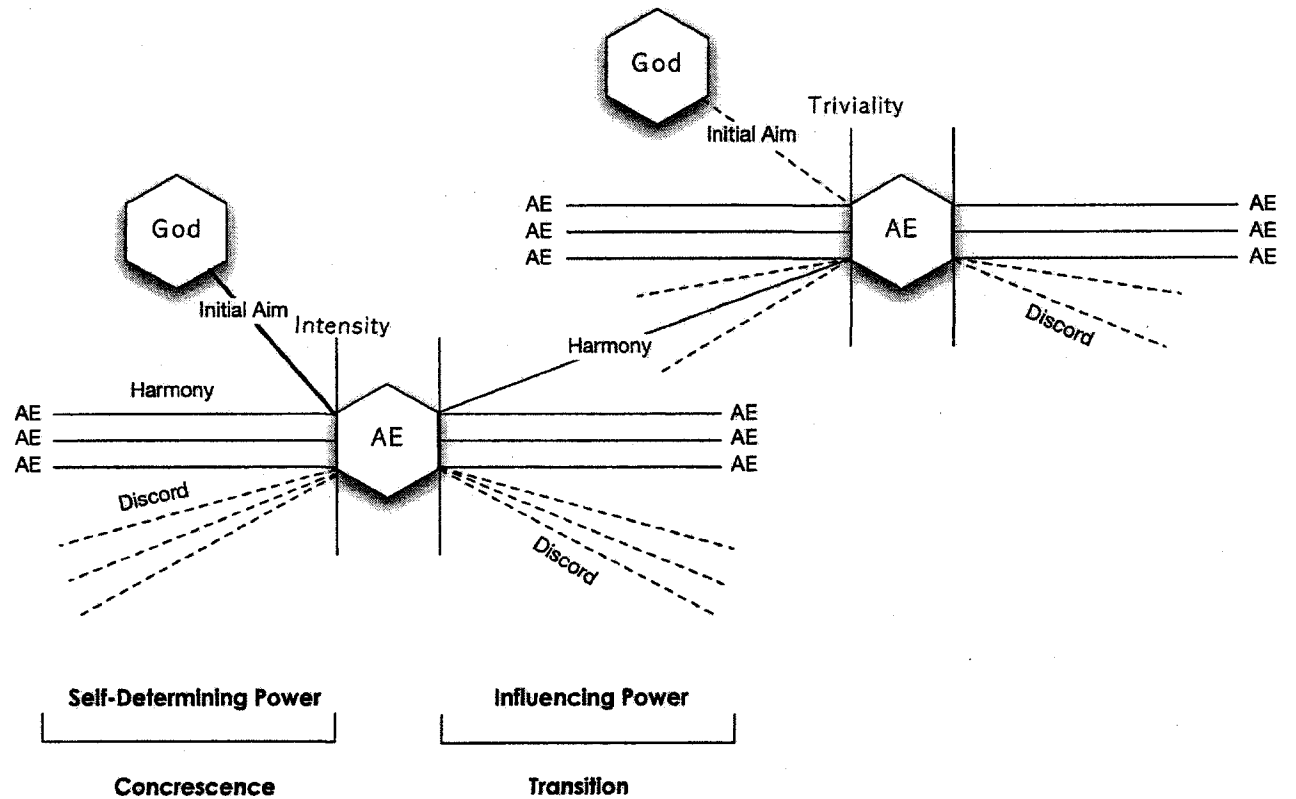 God
Triviality
Initial Aim
AE
AE
AE
AE
AE
AE
AE
God
Initial Aim
Intensity
Discord
Harmony
Harmony
AE
AE
AE
AE
AE
AE
AE
Discord
Discord
Self-Determining Power
Influencing Power
Concrescence
Transition